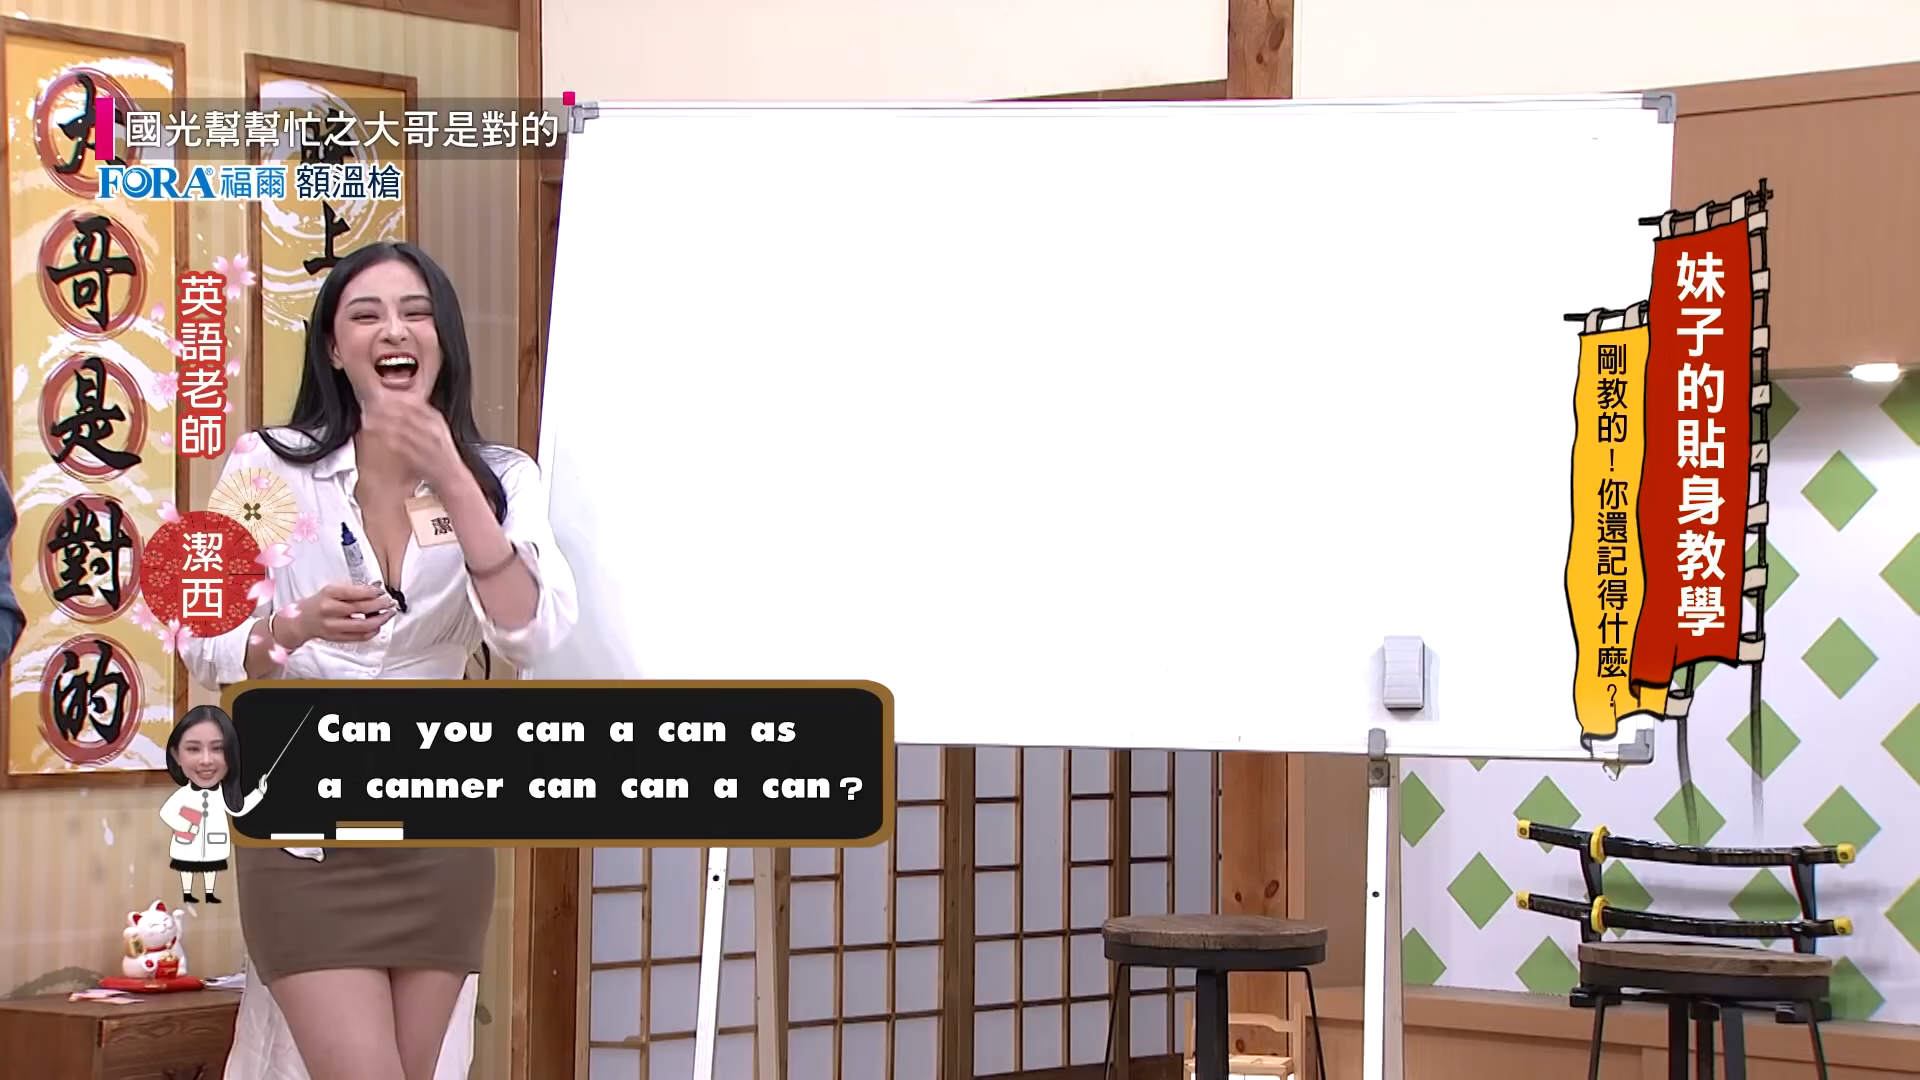 國光幫幫忙之大哥是對的
FORA福爾 額溫槍
大哥是對的
上
英語老師
潔西
潔
Can you can a can as
a canner can can a can?
妹子的貼身教學
剛教的！你還記得什麼？